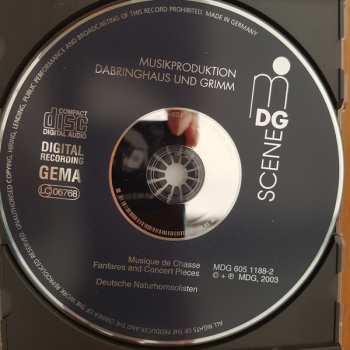 UNAUTHORISED COPYING, HIRING, LENDING, PUBLIC PERFORMANCE AND BROADCASTING OF THIS RECORD PROHIBITED. MADE IN GERMANY
MUSIKPRODUKTION
DABRINGHAUS UND GRIMM
DG
SCENE
COMPACT
disc
DIGITAL AUDIO
DIGITAL
RECORDING
GEMA
LC 06768
Musique de Chasse
Fanfares and Concert Pieces
Deutsche Naturhornsolisten
MDG 605 1188-2
© + ℗ MDG, 2003
ALL RIGHTS OF THE PRODUCER AND THE OWNER OF THE WORK REPRODUCED RESERVED.